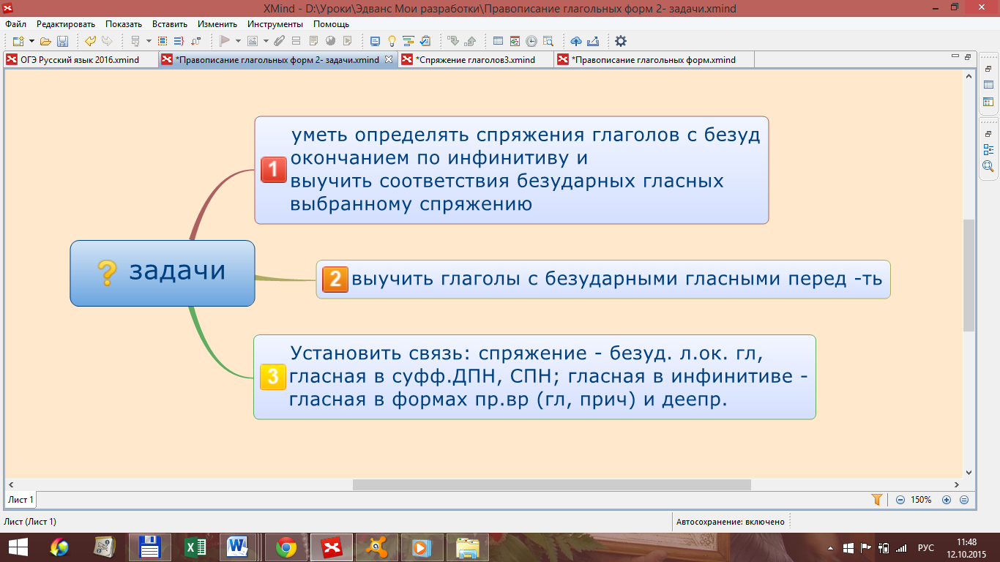 XMind - D:\Уроки\Эдванс Мои разработки\Правописание глагольных форм 2- задачи.xmind
Файл Редактировать Показать Вставить Изменить Инструменты Помощь
ОГЭ Русский язык 2016.xmind *Правописание глагольных форм 2- задачи.xmind *Спряжение глаголов3.xmind *Правописание глагольных форм.xmind
уметь определять спряжения глаголов с безуд
окончанием по инфинитиву и
1
выучить соответствия безударных гласных
выбранному спряжению
? задачи
2 выучить глаголы с безударными гласными перед -ть
Установить связь: спряжение - безуд. л.ок. гл,
3 гласная в суфф.ДПН, СПН; гласная в инфинитиве -
гласная в формах пр.вр (гл, прич) и деепр.
Лист 1
150%
Лист (Лист 1)
Автосохранение: включено
РУС
11:48
12.10.2015